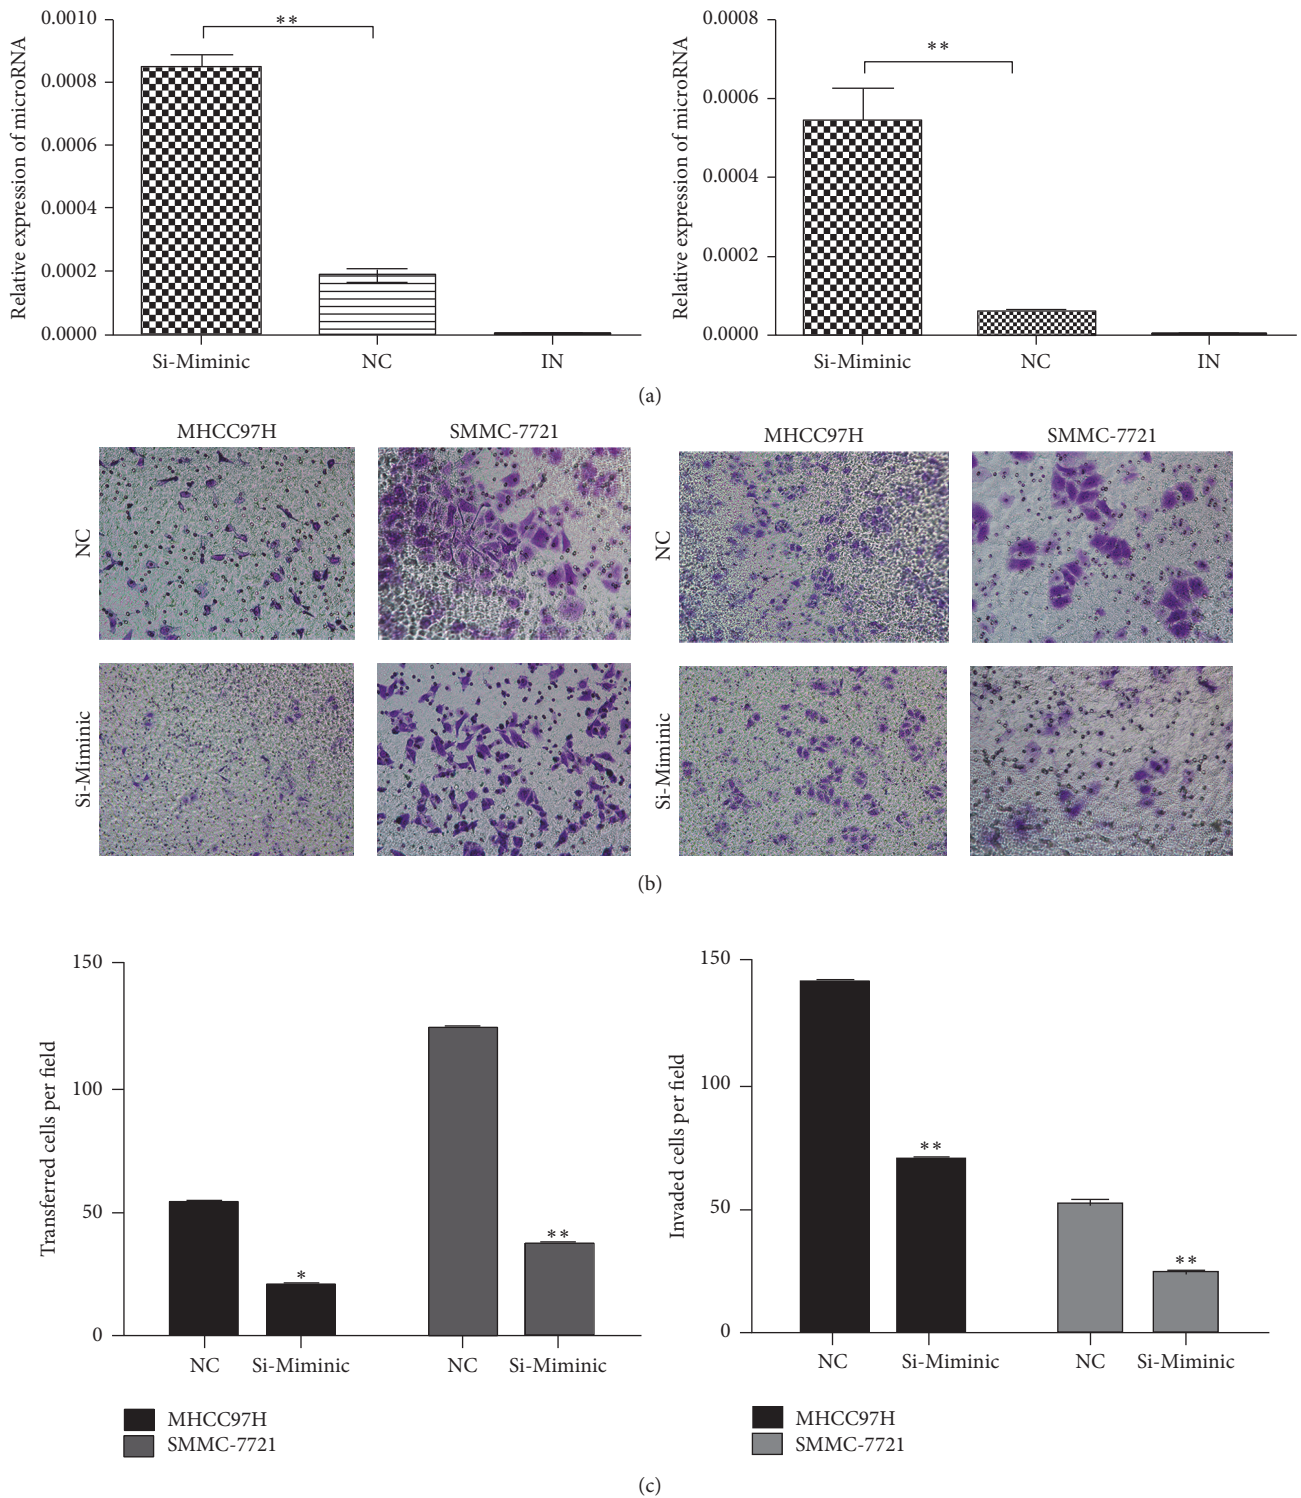 Relative expression of microRNA
0.0010
0.0008
0.0006
0.0004
0.0002
0.0000
**
Si-Miminic NC IN
Relative expression of microRNA
0.0008
0.0006
0.0004
0.0002
0.0000
**
Si-Miminic NC IN
(a)
MHCC97H SMMC-7721 MHCC97H SMMC-7721
NC NC
Si-Miminic Si-Miminic
(b)
Transferred cells per field
150
100
50
0
*
**
NC Si-Miminic NC Si-Miminic
MHCC97H
SMMC-7721
Invaded cells per field
150
100
50
0
**
**
NC Si-Miminic NC Si-Miminic
MHCC97H
SMMC-7721
(c)